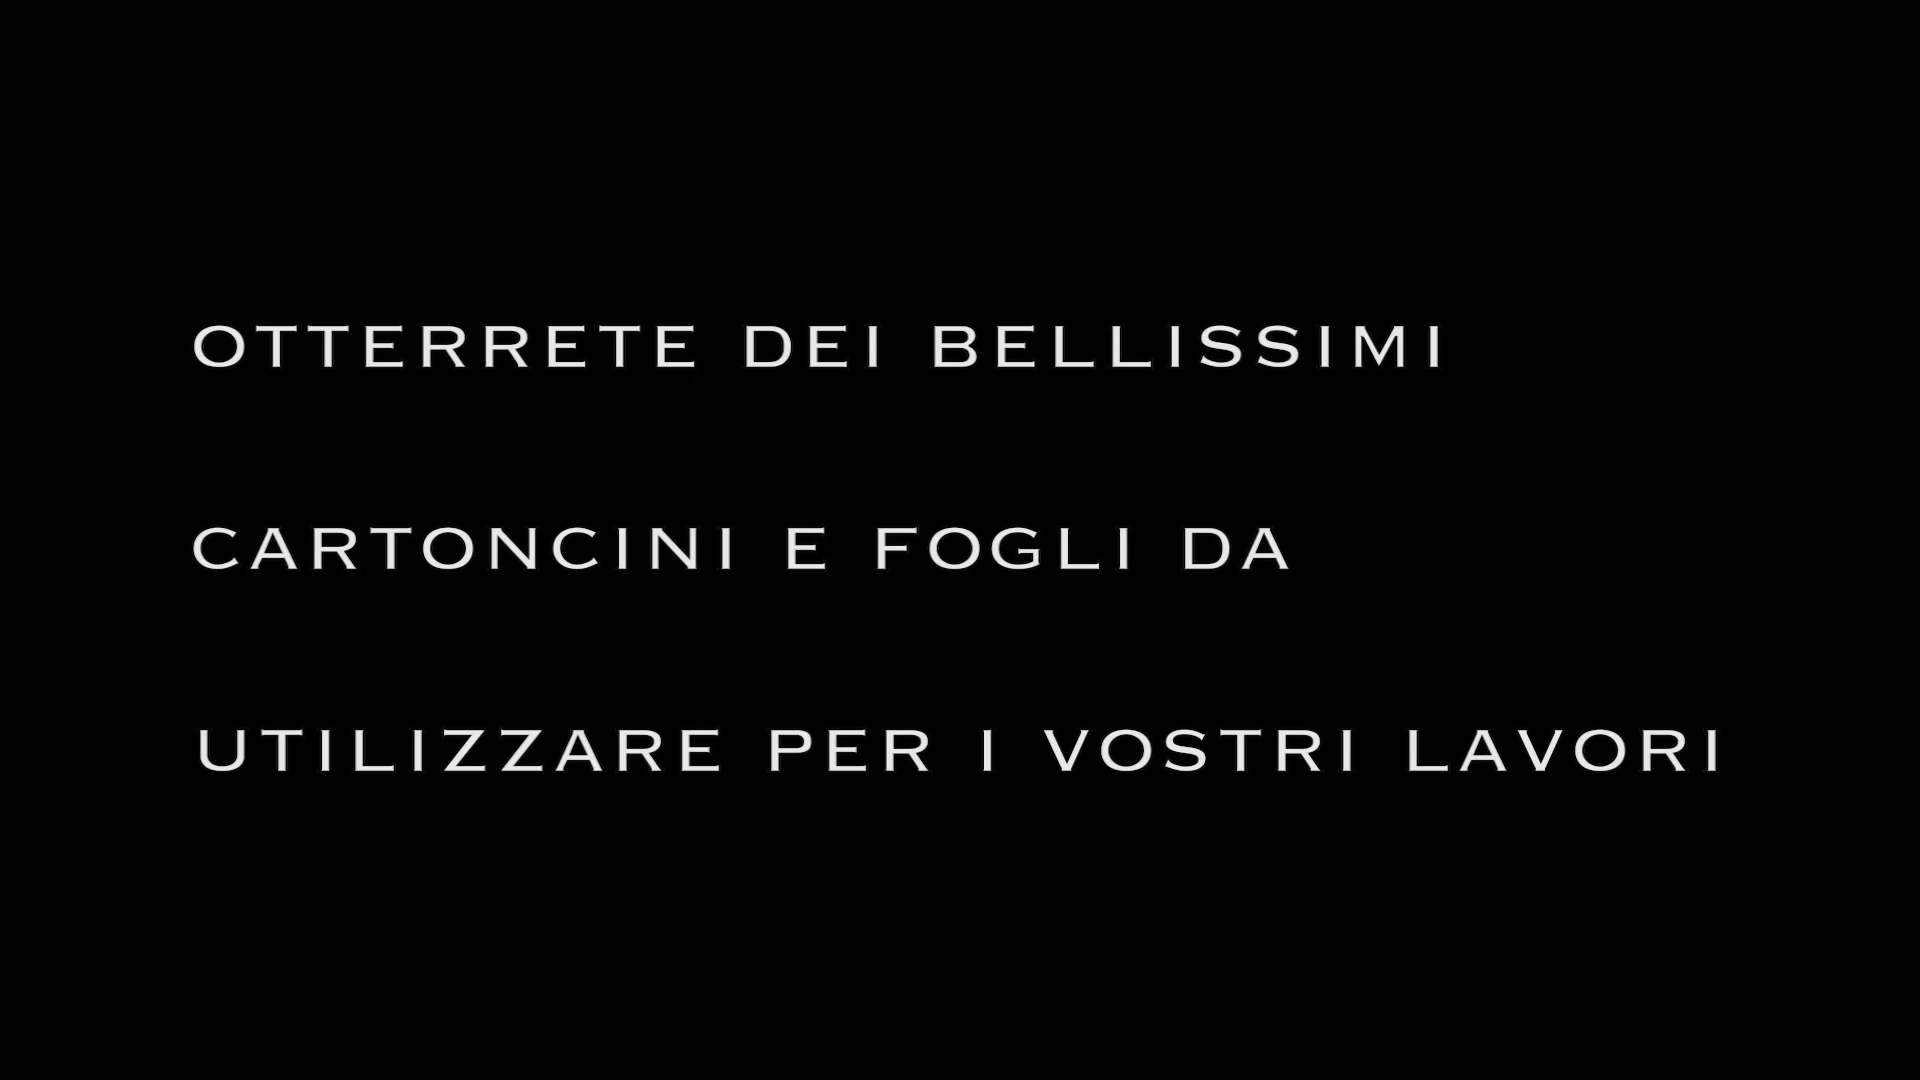 OTTERRETE DEI BELLISSIMI
CARTONCINI E FOGLI DA
UTILIZZARE PER I VOSTRI LAVORI